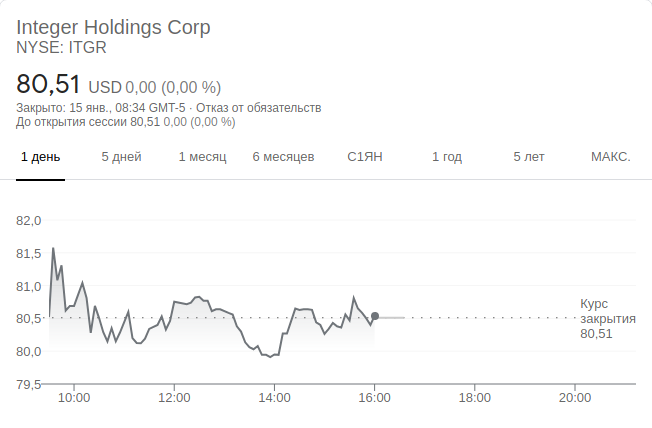 Integer Holdings Corp
NYSE: ITGR
80,51 USD 0,00 (0,00 %)
Закрыто: 15 янв., 08:34 GMT-5 · Отказ от обязательств
До открытия сессии 80,51 0,00 (0,00 %)
1 день 5 дней 1 месяц 6 месяцев С1ЯН 1 год 5 лет МАКС.
82,0
81,5
81,0
80,5
80,0
79,5
Курс
закрытия
80,51
10:00 12:00 14:00 16:00 18:00 20:00